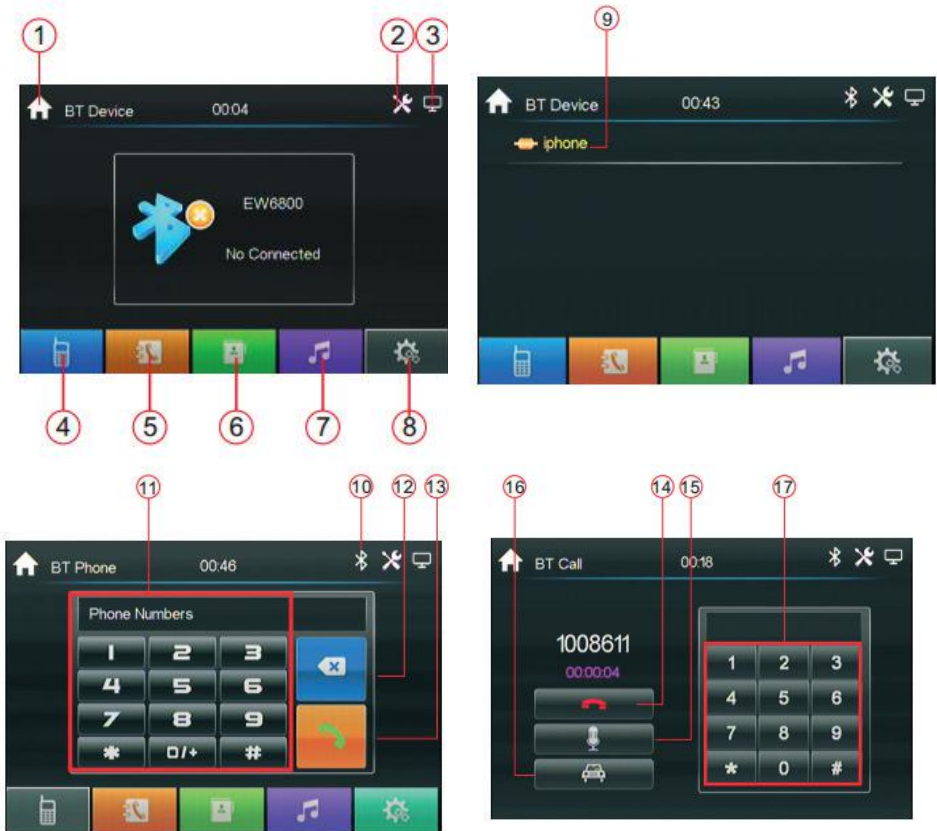 1
2
3
BT Device
00:04
EW6800
No Connected
4
5
6
7
8
9
BT Device
00:43
iphone
11
10
12
13
BT Phone
00:46
Phone Numbers
1 2 3
4 5 6
7 8 9
* 0/+ #
16
14
15
17
BT Call
00:18
1008611
00:00:04
1 2 3
4 5 6
7 8 9
* 0 #